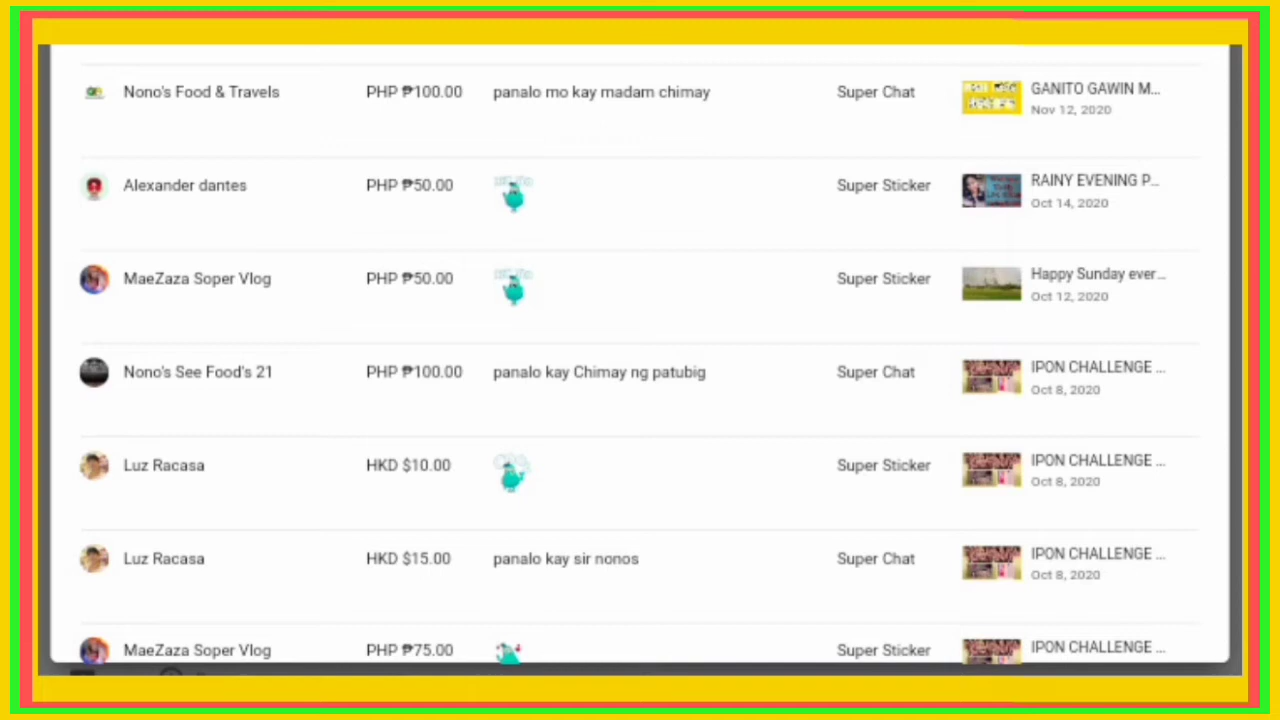 Nono's Food & Travels PHP ₱100.00 panalo mo kay madam chimay Super Chat GANITO GAWIN M...
Nov 12, 2020
Alexander dantes PHP ₱50.00 Super Sticker RAINY EVENING P...
Oct 14, 2020
MaeZaza Soper Vlog PHP ₱50.00 Super Sticker Happy Sunday ever...
Oct 12, 2020
Nono's See Food's 21 PHP ₱100.00 panalo kay Chimay ng patubig Super Chat IPON CHALLENGE ...
Oct 8, 2020
Luz Racasa HKD $10.00 Super Sticker IPON CHALLENGE ...
Oct 8, 2020
Luz Racasa HKD $15.00 panalo kay sir nonos Super Chat IPON CHALLENGE ...
Oct 8, 2020
MaeZaza Soper Vlog PHP ₱75.00 Super Sticker IPON CHALLENGE ...